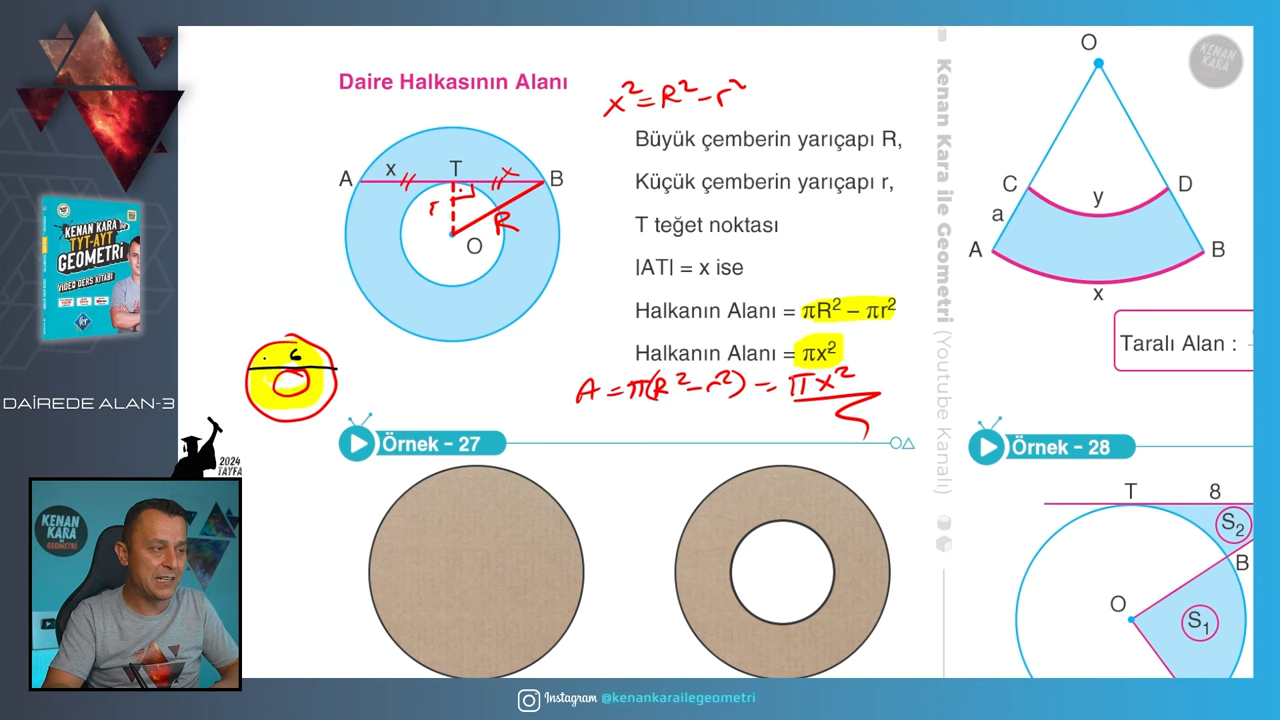 Daire Halkasının Alanı
x² = R² – r²
Büyük çemberin yarıçapı R,
Küçük çemberin yarıçapı r,
T teğet noktası
|AT| = x ise
Halkanın Alanı = πR² – πr²
Halkanın Alanı = πx²
A = π(R² – r²) = πx²
A
x
T
x
B
r
R
O
6
Örnek – 27
Kenan Kara ile Geometri (Youtube Kanalı)
KENAN
KARA
O
C
D
y
a
A
B
x
Taralı Alan :
Örnek – 28
T
8
S₂
B
O
S₁
KENAN KARA
TYT-AYT
GEOMETRİ
VİDEO DERS KİTABI
DAİREDE ALAN-3
2024
TAYFA
KENAN
KARA
GEOMETRİ
Instagram @kenankarailegeometri